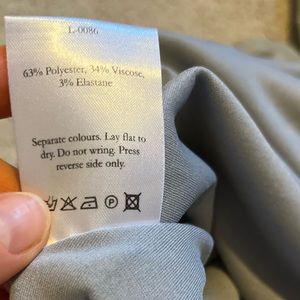 L-0086
63% Polyester, 34% Viscose,
3% Elastane
Separate colours. Lay flat to
dry. Do not wring. Press
reverse side only.